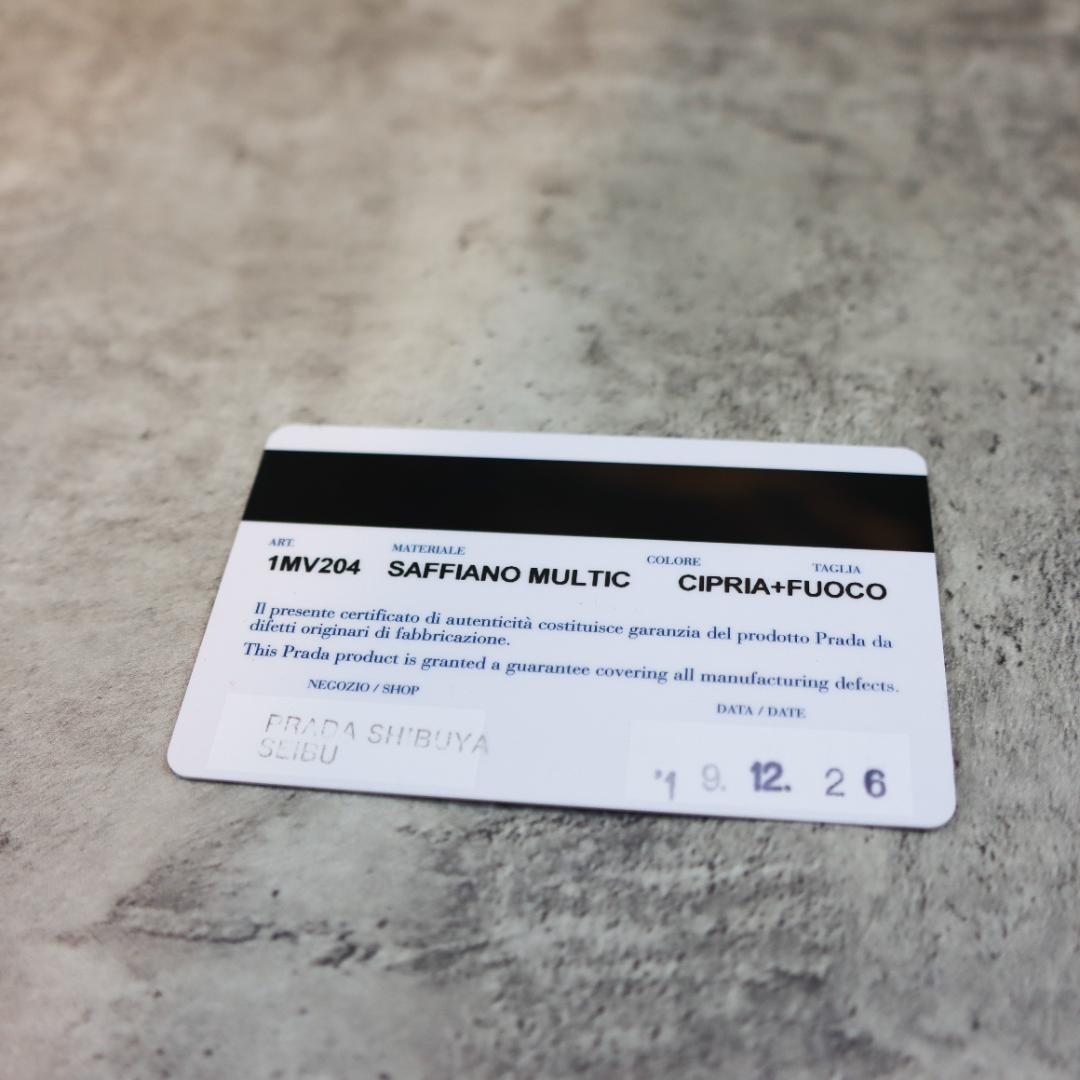 ART. MATERIALE COLORE TAGLIA
1MV204 SAFFIANO MULTIC CIPRIA+FUOCO
Il presente certificato di autenticità costituisce garanzia del prodotto Prada da
difetti originari di fabbricazione.
This Prada product is granted a guarantee covering all manufacturing defects.
NEGOZIO / SHOP
PRADA SHIBUYA
SEIBU
DATA / DATE
'19. 12. 26